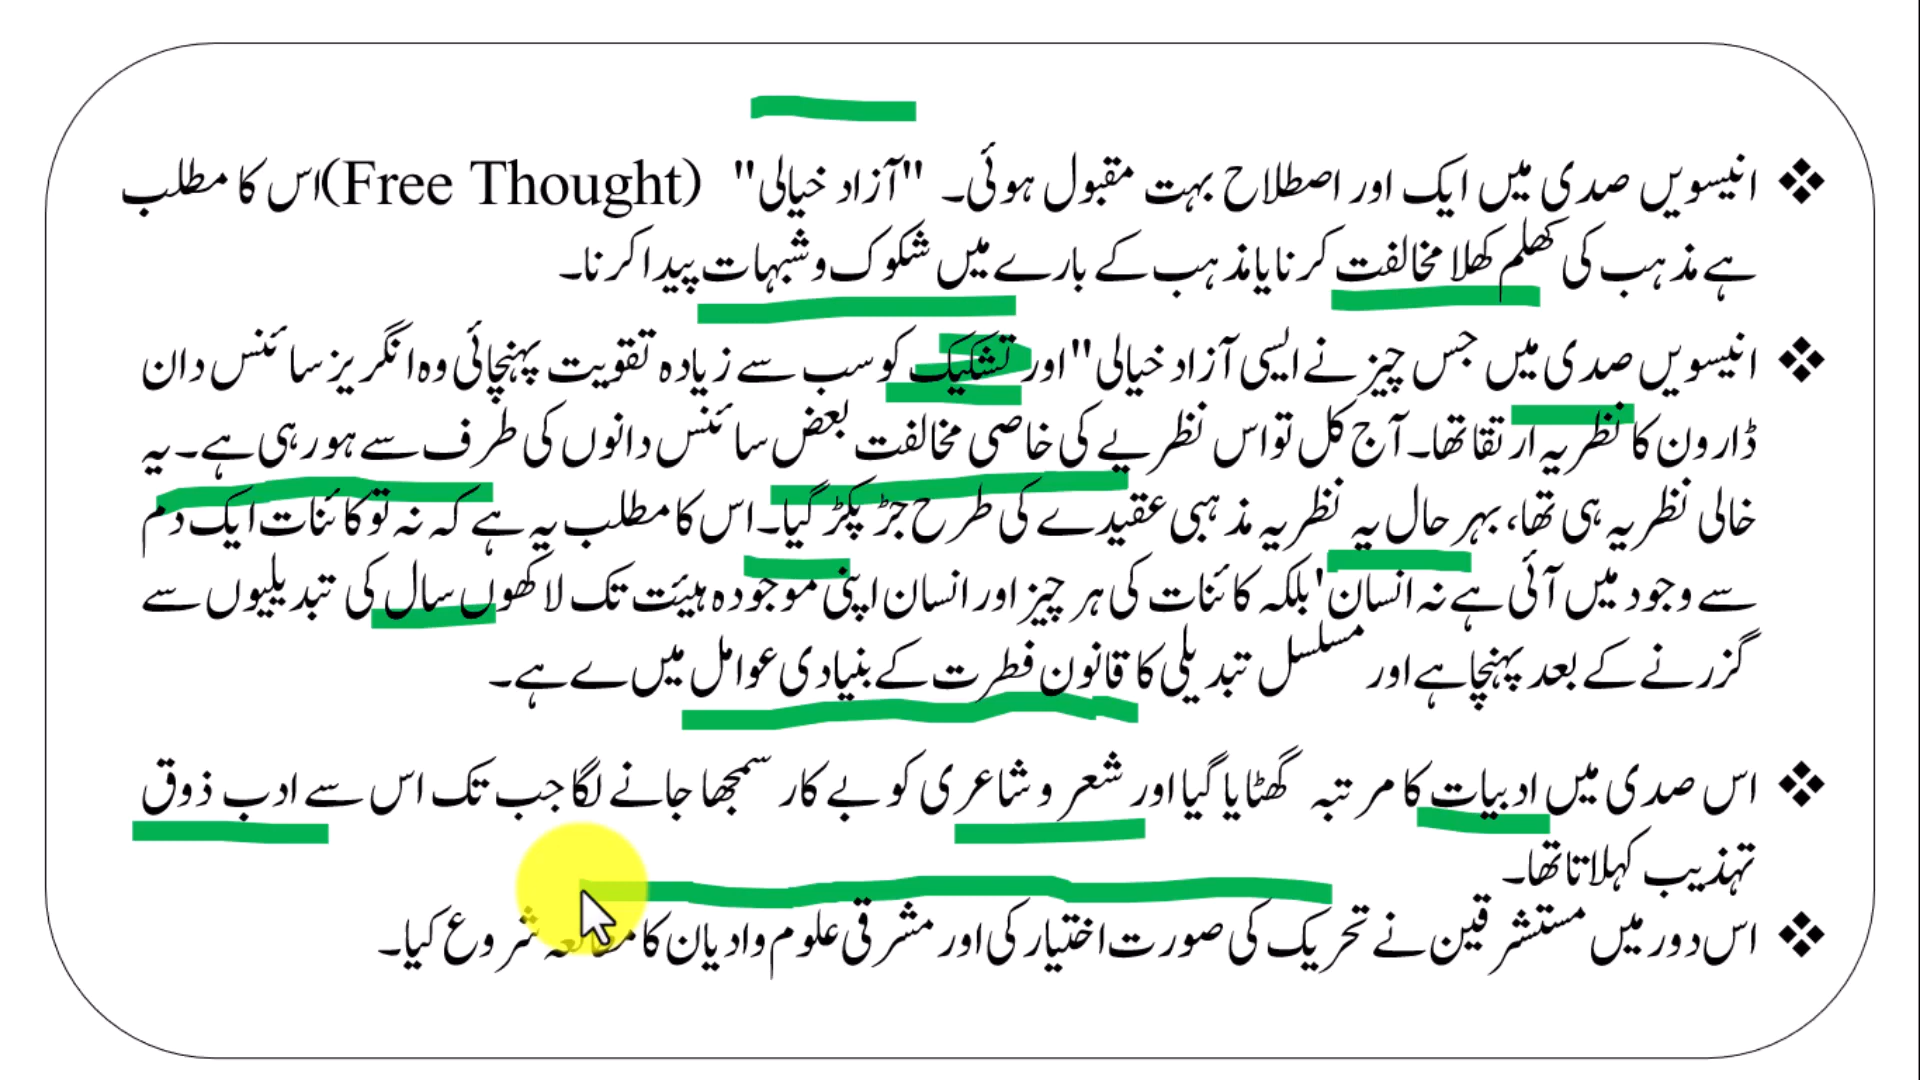 ❖ انیسویں صدی میں ایک اور اصطلاح بہت مقبول ہوئی۔ "آزاد خیالی" (Free Thought)اس کا مطلب
ہے مذہب کی کھلم کھلا مخالفت کرنا یا مذہب کے بارے میں شکوک و شبہات پیدا کرنا۔
❖ انیسویں صدی میں جس چیز نے ایسی آزاد خیالی" اور تشکیک کو سب سے زیادہ تقویت پہنچائی وہ انگریز سائنس دان
ڈارون کا نظریہ ارتقا تھا۔ آج کل تو اس نظریے کی خاصی مخالفت بعض سائنس دانوں کی طرف سے ہو رہی ہے۔ یہ
خالی نظریہ ہی تھا، بہر حال یہ نظریہ مذہبی عقیدے کی طرح جڑ پکڑ گیا۔ اس کا مطلب یہ ہے کہ نہ تو کائنات ایک دم
سے وجود میں آئی ہے نہ انسان' بلکہ کائنات کی ہر چیز اور انسان اپنی موجودہ ہیئت تک لاکھوں سال کی تبدیلیوں سے
گزرنے کے بعد پہنچا ہے اور مسلسل تبدیلی کا قانون فطرت کے بنیادی عوامل میں ے ہے۔
❖ اس صدی میں ادبیات کا مرتبہ گھٹایا گیا اور شعر و شاعری کو بے کار سمجھا جانے لگا جب تک اس سے ادب ذوق
تہذیب کہلاتا تھا۔
❖ اس دور میں مستشرقین نے تحریک کی صورت اختیار کی اور مشرقی علوم و ادیان کا مطالعہ شروع کیا۔